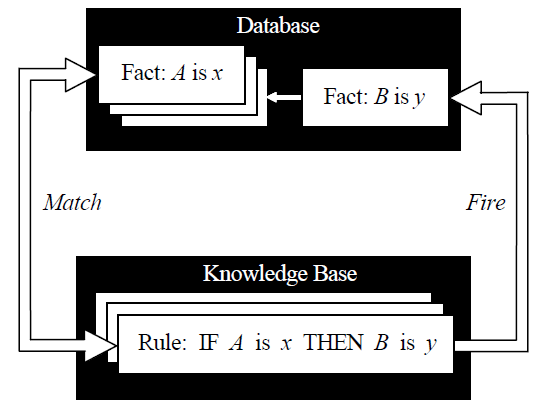 Database
Fact: A is x
Fact: B is y
Match
Fire
Knowledge Base
Rule: IF A is x THEN B is y